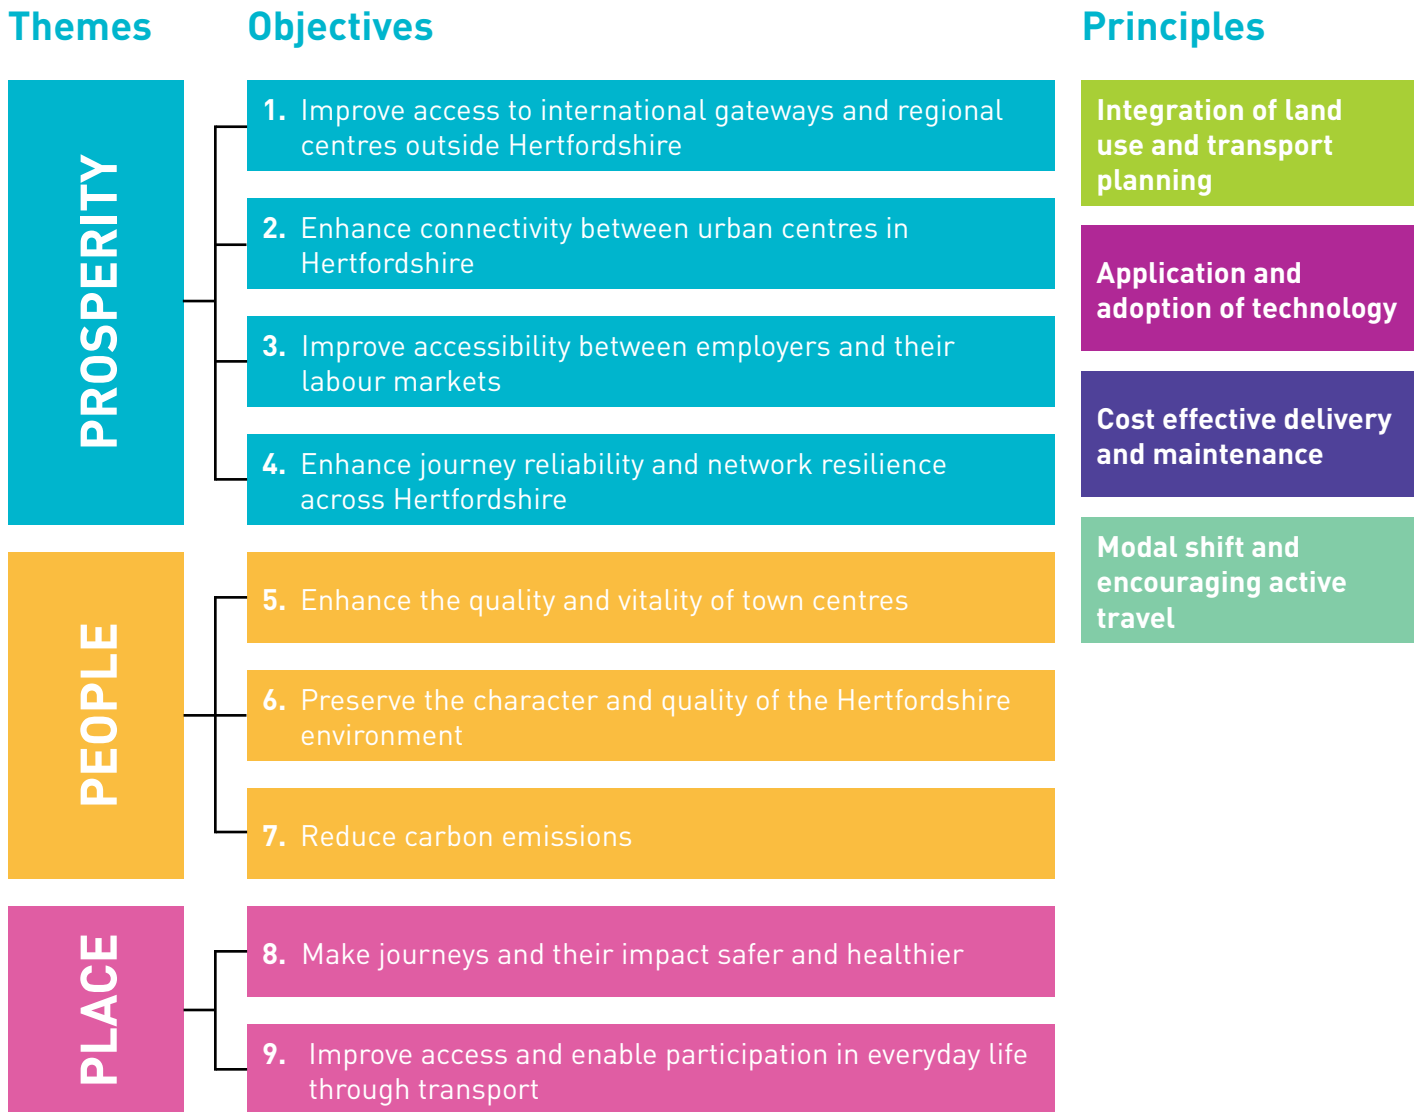 Themes
Objectives
Principles
PROSPERITY
1. Improve access to international gateways and regional
centres outside Hertfordshire
2. Enhance connectivity between urban centres in
Hertfordshire
3. Improve accessibility between employers and their
labour markets
4. Enhance journey reliability and network resilience
across Hertfordshire
PEOPLE
5. Enhance the quality and vitality of town centres
6. Preserve the character and quality of the Hertfordshire
environment
7. Reduce carbon emissions
PLACE
8. Make journeys and their impact safer and healthier
9. Improve access and enable participation in everyday life
through transport
Integration of land
use and transport
planning
Application and
adoption of technology
Cost effective delivery
and maintenance
Modal shift and
encouraging active
travel